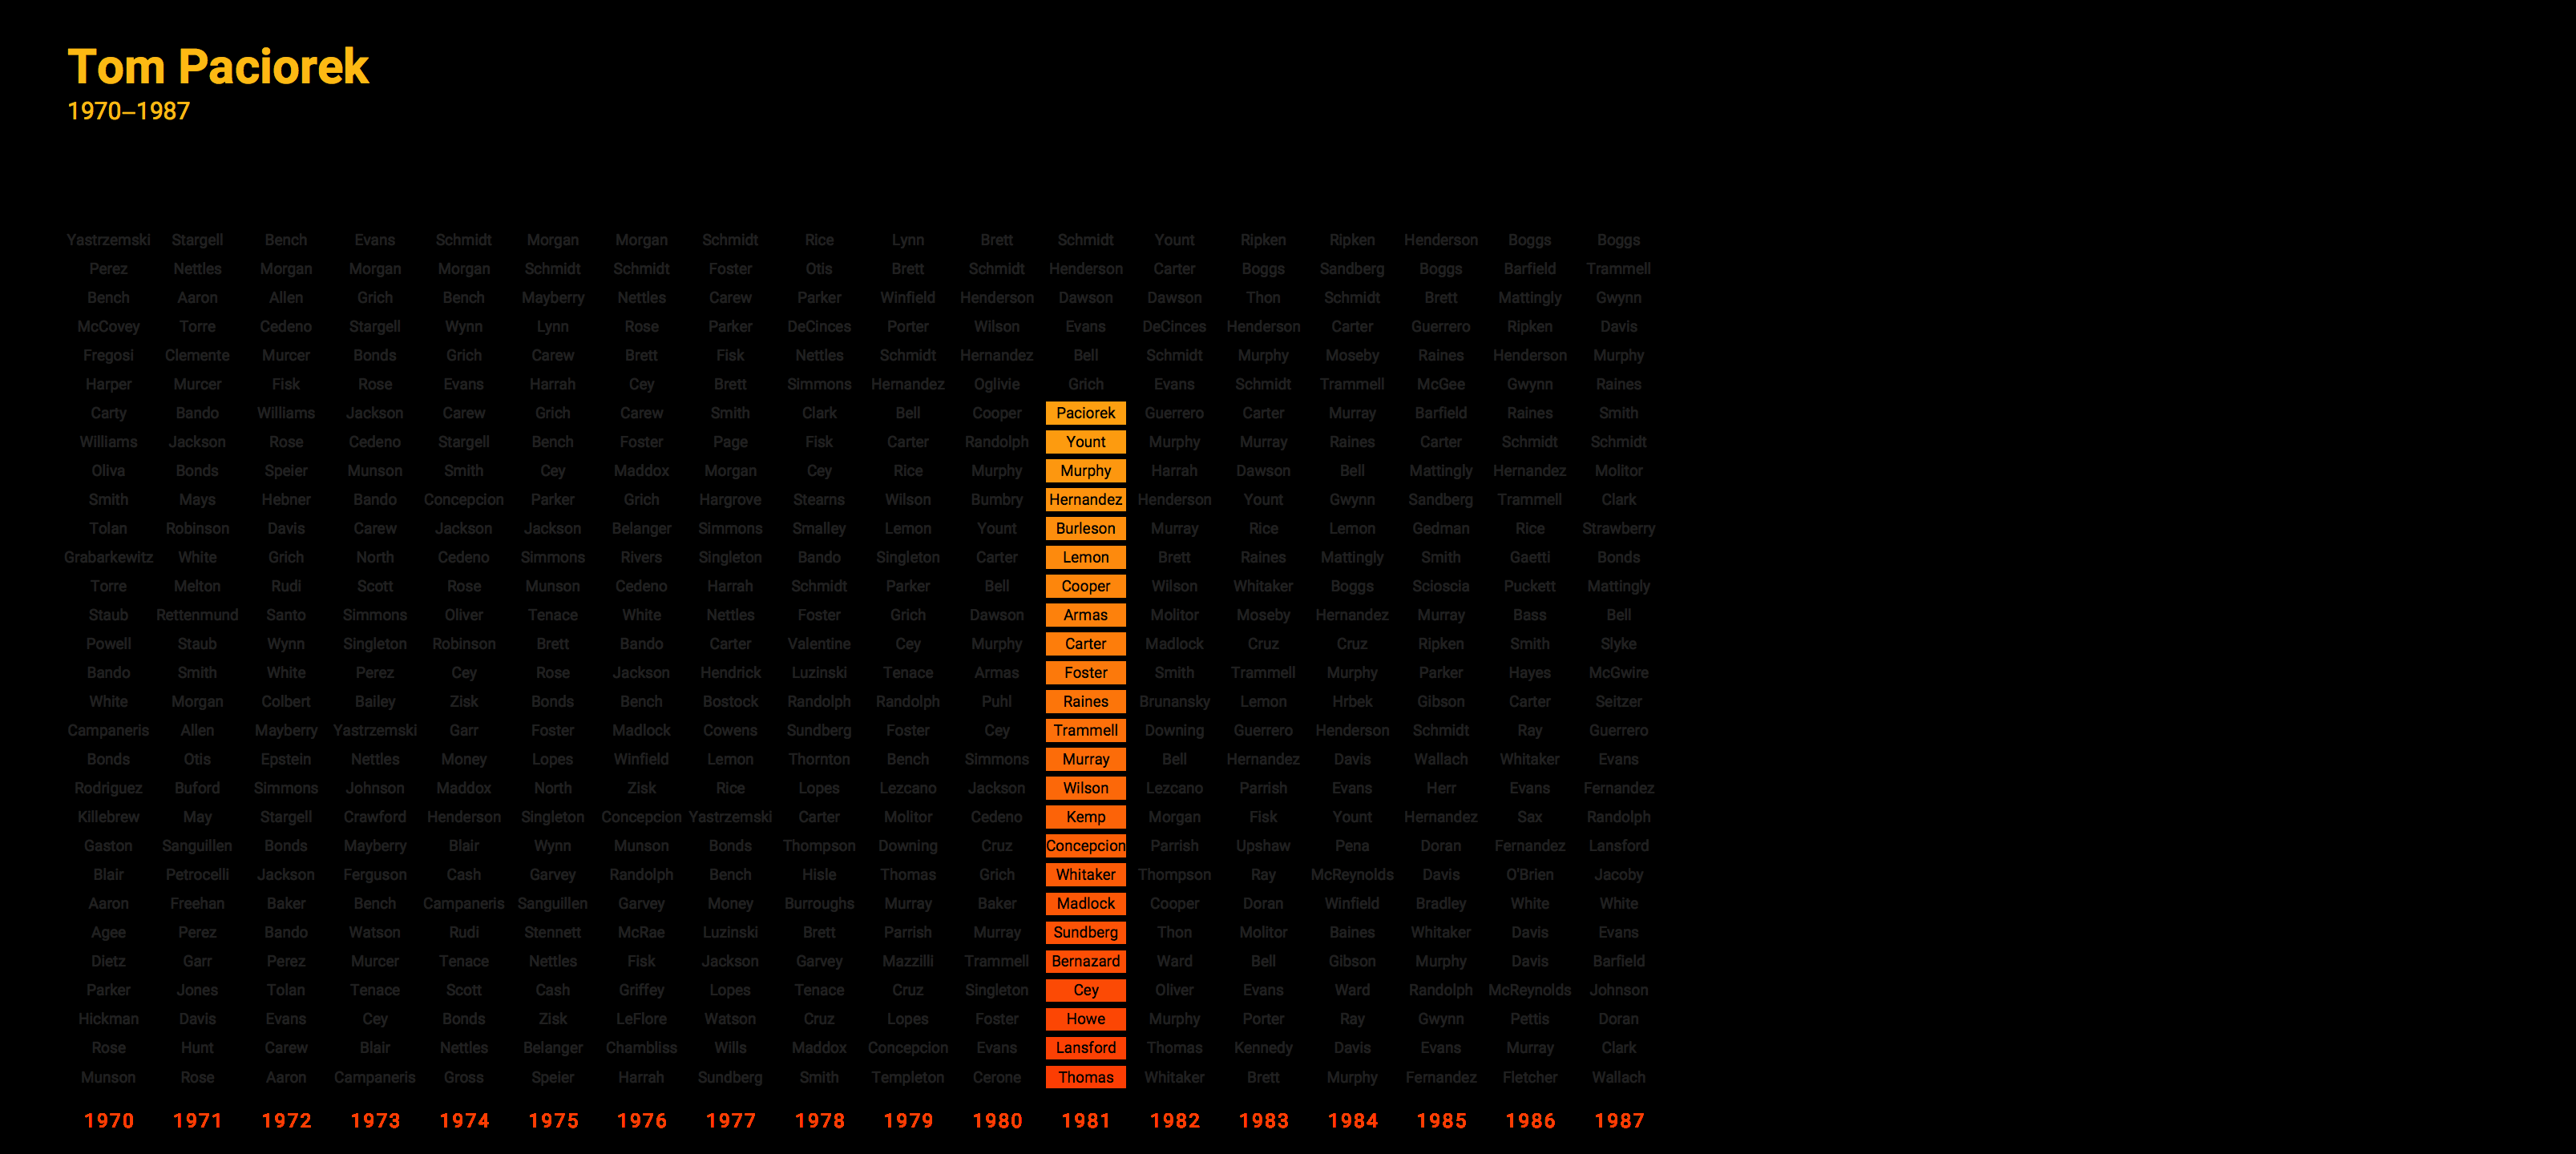 Tom Paciorek
1970–1987
Yastrzemski Stargell Bench Evans Schmidt Morgan Morgan Schmidt Rice Lynn Brett Schmidt Yount Ripken Ripken Henderson Boggs Boggs
Perez Nettles Morgan Morgan Morgan Schmidt Schmidt Foster Otis Brett Schmidt Henderson Carter Boggs Sandberg Boggs Barfield Trammell
Bench Aaron Allen Grich Bench Mayberry Nettles Carew Parker Winfield Henderson Dawson Dawson Thon Schmidt Brett Mattingly Gwynn
McCovey Torre Cedeno Stargell Wynn Lynn Rose Parker DeCinces Porter Wilson Evans DeCinces Henderson Carter Guerrero Ripken Davis
Fregosi Clemente Murcer Bonds Grich Carew Brett Fisk Nettles Schmidt Hernandez Bell Schmidt Murphy Moseby Raines Henderson Murphy
Harper Murcer Fisk Rose Evans Harrah Cey Brett Simmons Hernandez Oglivie Grich Evans Schmidt Trammell McGee Gwynn Raines
Carty Bando Williams Jackson Carew Grich Carew Smith Clark Bell Cooper Paciorek Guerrero Carter Murray Barfield Raines Smith
Williams Jackson Rose Cedeno Stargell Bench Foster Page Fisk Carter Randolph Yount Murphy Murray Raines Carter Schmidt Schmidt
Oliva Bonds Speier Munson Smith Cey Maddox Morgan Cey Rice Murphy Murphy Harrah Dawson Bell Mattingly Hernandez Molitor
Smith Mays Hebner Bando Concepcion Parker Grich Hargrove Stearns Wilson Bumbry Hernandez Henderson Yount Gwynn Sandberg Trammell Clark
Tolan Robinson Davis Carew Jackson Jackson Belanger Simmons Smalley Lemon Yount Burleson Murray Rice Lemon Gedman Rice Strawberry
Grabarkewitz White Grich North Cedeno Simmons Rivers Singleton Bando Singleton Carter Lemon Brett Raines Mattingly Smith Gaetti Bonds
Torre Melton Rudi Scott Rose Munson Cedeno Harrah Schmidt Parker Bell Cooper Wilson Whitaker Boggs Scioscia Puckett Mattingly
Staub Rettenmund Santo Simmons Oliver Tenace White Nettles Foster Grich Dawson Armas Molitor Moseby Hernandez Murray Bass Bell
Powell Staub Wynn Singleton Robinson Brett Bando Carter Valentine Cey Murphy Carter Madlock Cruz Cruz Ripken Smith Slyke
Bando Smith White Perez Cey Rose Jackson Hendrick Luzinski Tenace Armas Foster Smith Trammell Murphy Parker Hayes McGwire
White Morgan Colbert Bailey Zisk Bonds Bench Bostock Randolph Randolph Puhl Raines Brunansky Lemon Hrbek Gibson Carter Seitzer
Campaneris Allen Mayberry Yastrzemski Garr Foster Madlock Cowens Sundberg Foster Cey Trammell Downing Guerrero Henderson Schmidt Ray Guerrero
Bonds Otis Epstein Nettles Money Lopes Winfield Lemon Thornton Bench Simmons Murray Bell Hernandez Davis Wallach Whitaker Evans
Rodriguez Buford Simmons Johnson Maddox North Zisk Rice Lopes Lezcano Jackson Wilson Lezcano Parrish Evans Herr Evans Fernandez
Killebrew May Stargell Crawford Henderson Singleton Concepcion Yastrzemski Carter Molitor Cedeno Kemp Morgan Fisk Yount Hernandez Sax Randolph
Gaston Sanguillen Bonds Mayberry Blair Wynn Munson Bonds Thompson Downing Cruz Concepcion Parrish Upshaw Pena Doran Fernandez Lansford
Blair Petrocelli Jackson Ferguson Cash Garvey Randolph Bench Hisle Thomas Grich Whitaker Thompson Ray McReynolds Davis O'Brien Jacoby
Aaron Freehan Baker Bench Campaneris Sanguillen Garvey Money Burroughs Murray Baker Madlock Cooper Doran Winfield Bradley White White
Agee Perez Bando Watson Rudi Stennett McRae Luzinski Brett Parrish Murray Sundberg Thon Molitor Baines Whitaker Davis Evans
Dietz Garr Perez Murcer Tenace Nettles Fisk Jackson Garvey Mazzilli Trammell Bernazard Ward Bell Gibson Murphy Davis Barfield
Parker Jones Tolan Tenace Scott Cash Griffey Lopes Tenace Cruz Singleton Cey Oliver Evans Ward Randolph McReynolds Johnson
Hickman Davis Evans Cey Bonds Zisk LeFlore Watson Cruz Lopes Foster Howe Murphy Porter Ray Gwynn Pettis Doran
Rose Hunt Carew Blair Nettles Belanger Chambliss Wills Maddox Concepcion Evans Lansford Thomas Kennedy Davis Evans Murray Clark
Munson Rose Aaron Campaneris Gross Speier Harrah Sundberg Smith Templeton Cerone Thomas Whitaker Brett Murphy Fernandez Fletcher Wallach
1970 1971 1972 1973 1974 1975 1976 1977 1978 1979 1980 1981 1982 1983 1984 1985 1986 1987